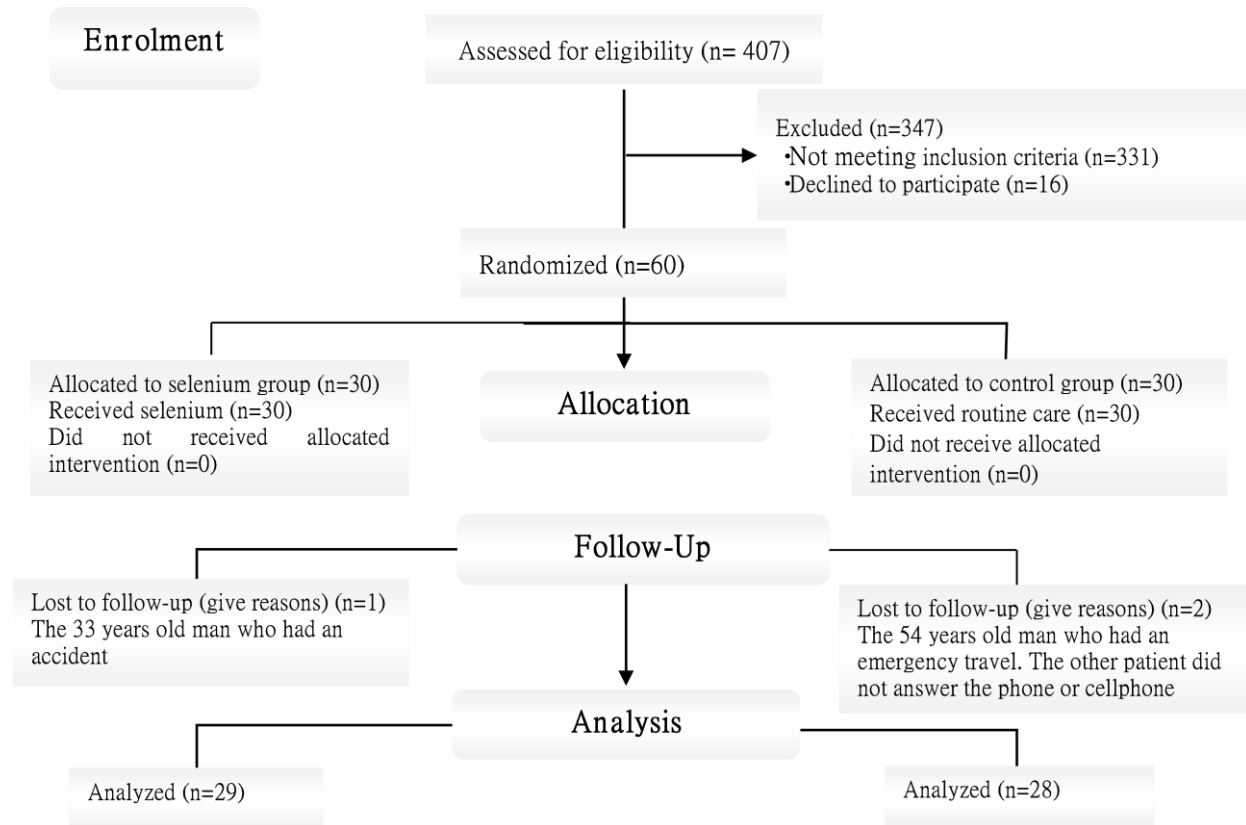 Enrolment
Assessed for eligibility (n= 407)
Excluded (n=347)
•Not meeting inclusion criteria (n=331)
•Declined to participate (n=16)
Randomized (n=60)
Allocated to selenium group (n=30)
Received selenium (n=30)
Did not received allocated
intervention (n=0)
Allocation
Allocated to control group (n=30)
Received routine care (n=30)
Did not receive allocated
intervention (n=0)
Follow-Up
Lost to follow-up (give reasons) (n=1)
The 33 years old man who had an
accident
Lost to follow-up (give reasons) (n=2)
The 54 years old man who had an
emergency travel. The other patient did
not answer the phone or cellphone
Analysis
Analyzed (n=29)
Analyzed (n=28)